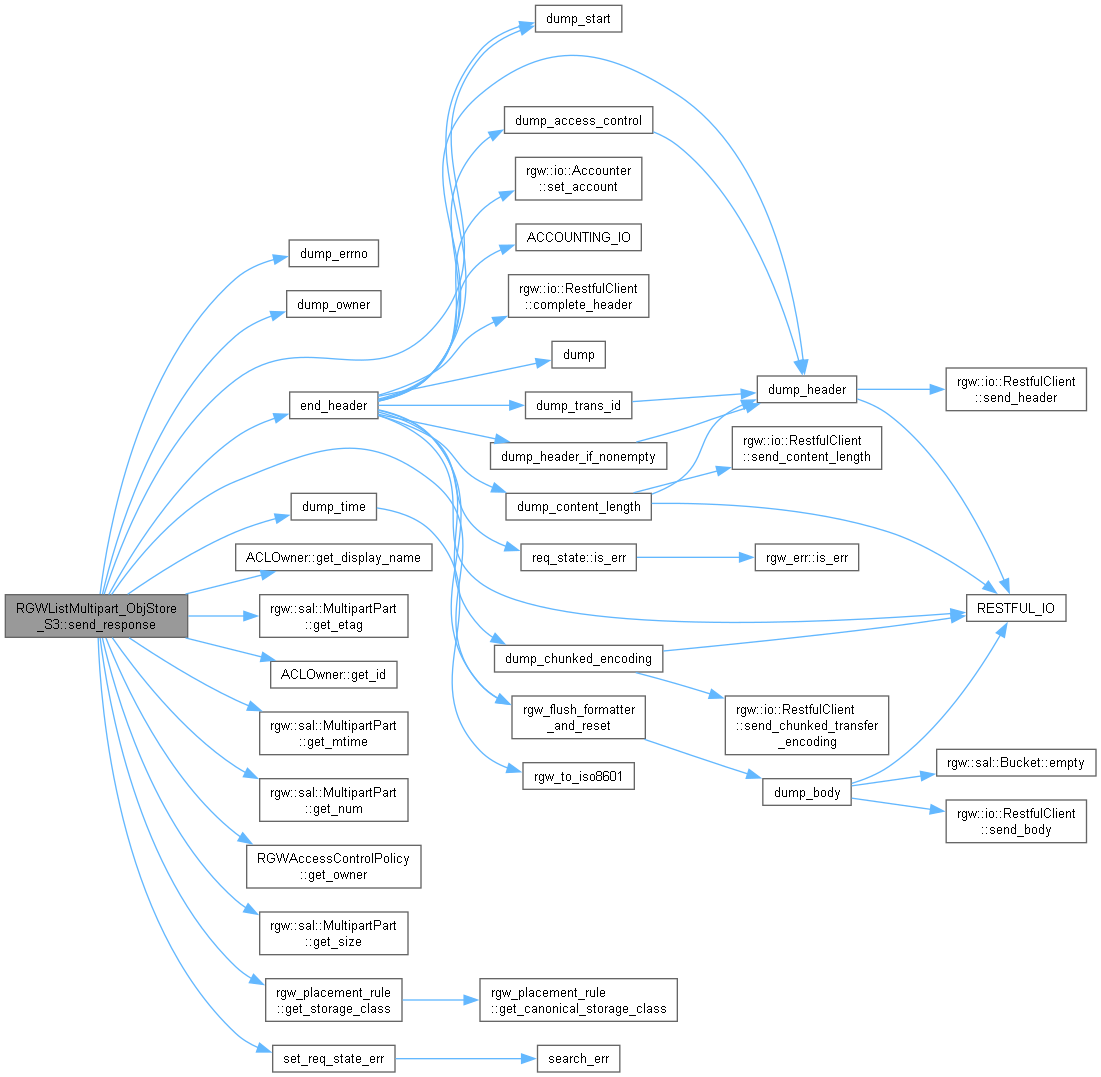 RGWListMultipart_ObjStore
_S3::send_response
dump_errno
dump_owner
end_header
dump_time
ACLOwner::get_display_name
rgw::sal::MultipartPart
::get_etag
ACLOwner::get_id
rgw::sal::MultipartPart
::get_mtime
rgw::sal::MultipartPart
::get_num
RGWAccessControlPolicy
::get_owner
rgw::sal::MultipartPart
::get_size
rgw_placement_rule
::get_storage_class
set_req_state_err
dump_start
dump_access_control
rgw::io::Accounter
::set_account
ACCOUNTING_IO
rgw::io::RestfulClient
::complete_header
dump
dump_trans_id
dump_header_if_nonempty
dump_content_length
req_state::is_err
dump_chunked_encoding
rgw_flush_formatter
_and_reset
rgw_to_iso8601
rgw_placement_rule
::get_canonical_storage_class
search_err
dump_header
rgw::io::RestfulClient
::send_content_length
rgw_err::is_err
rgw::io::RestfulClient
::send_chunked_transfer
_encoding
dump_body
rgw::io::RestfulClient
::send_header
RESTFUL_IO
rgw::sal::Bucket::empty
rgw::io::RestfulClient
::send_body